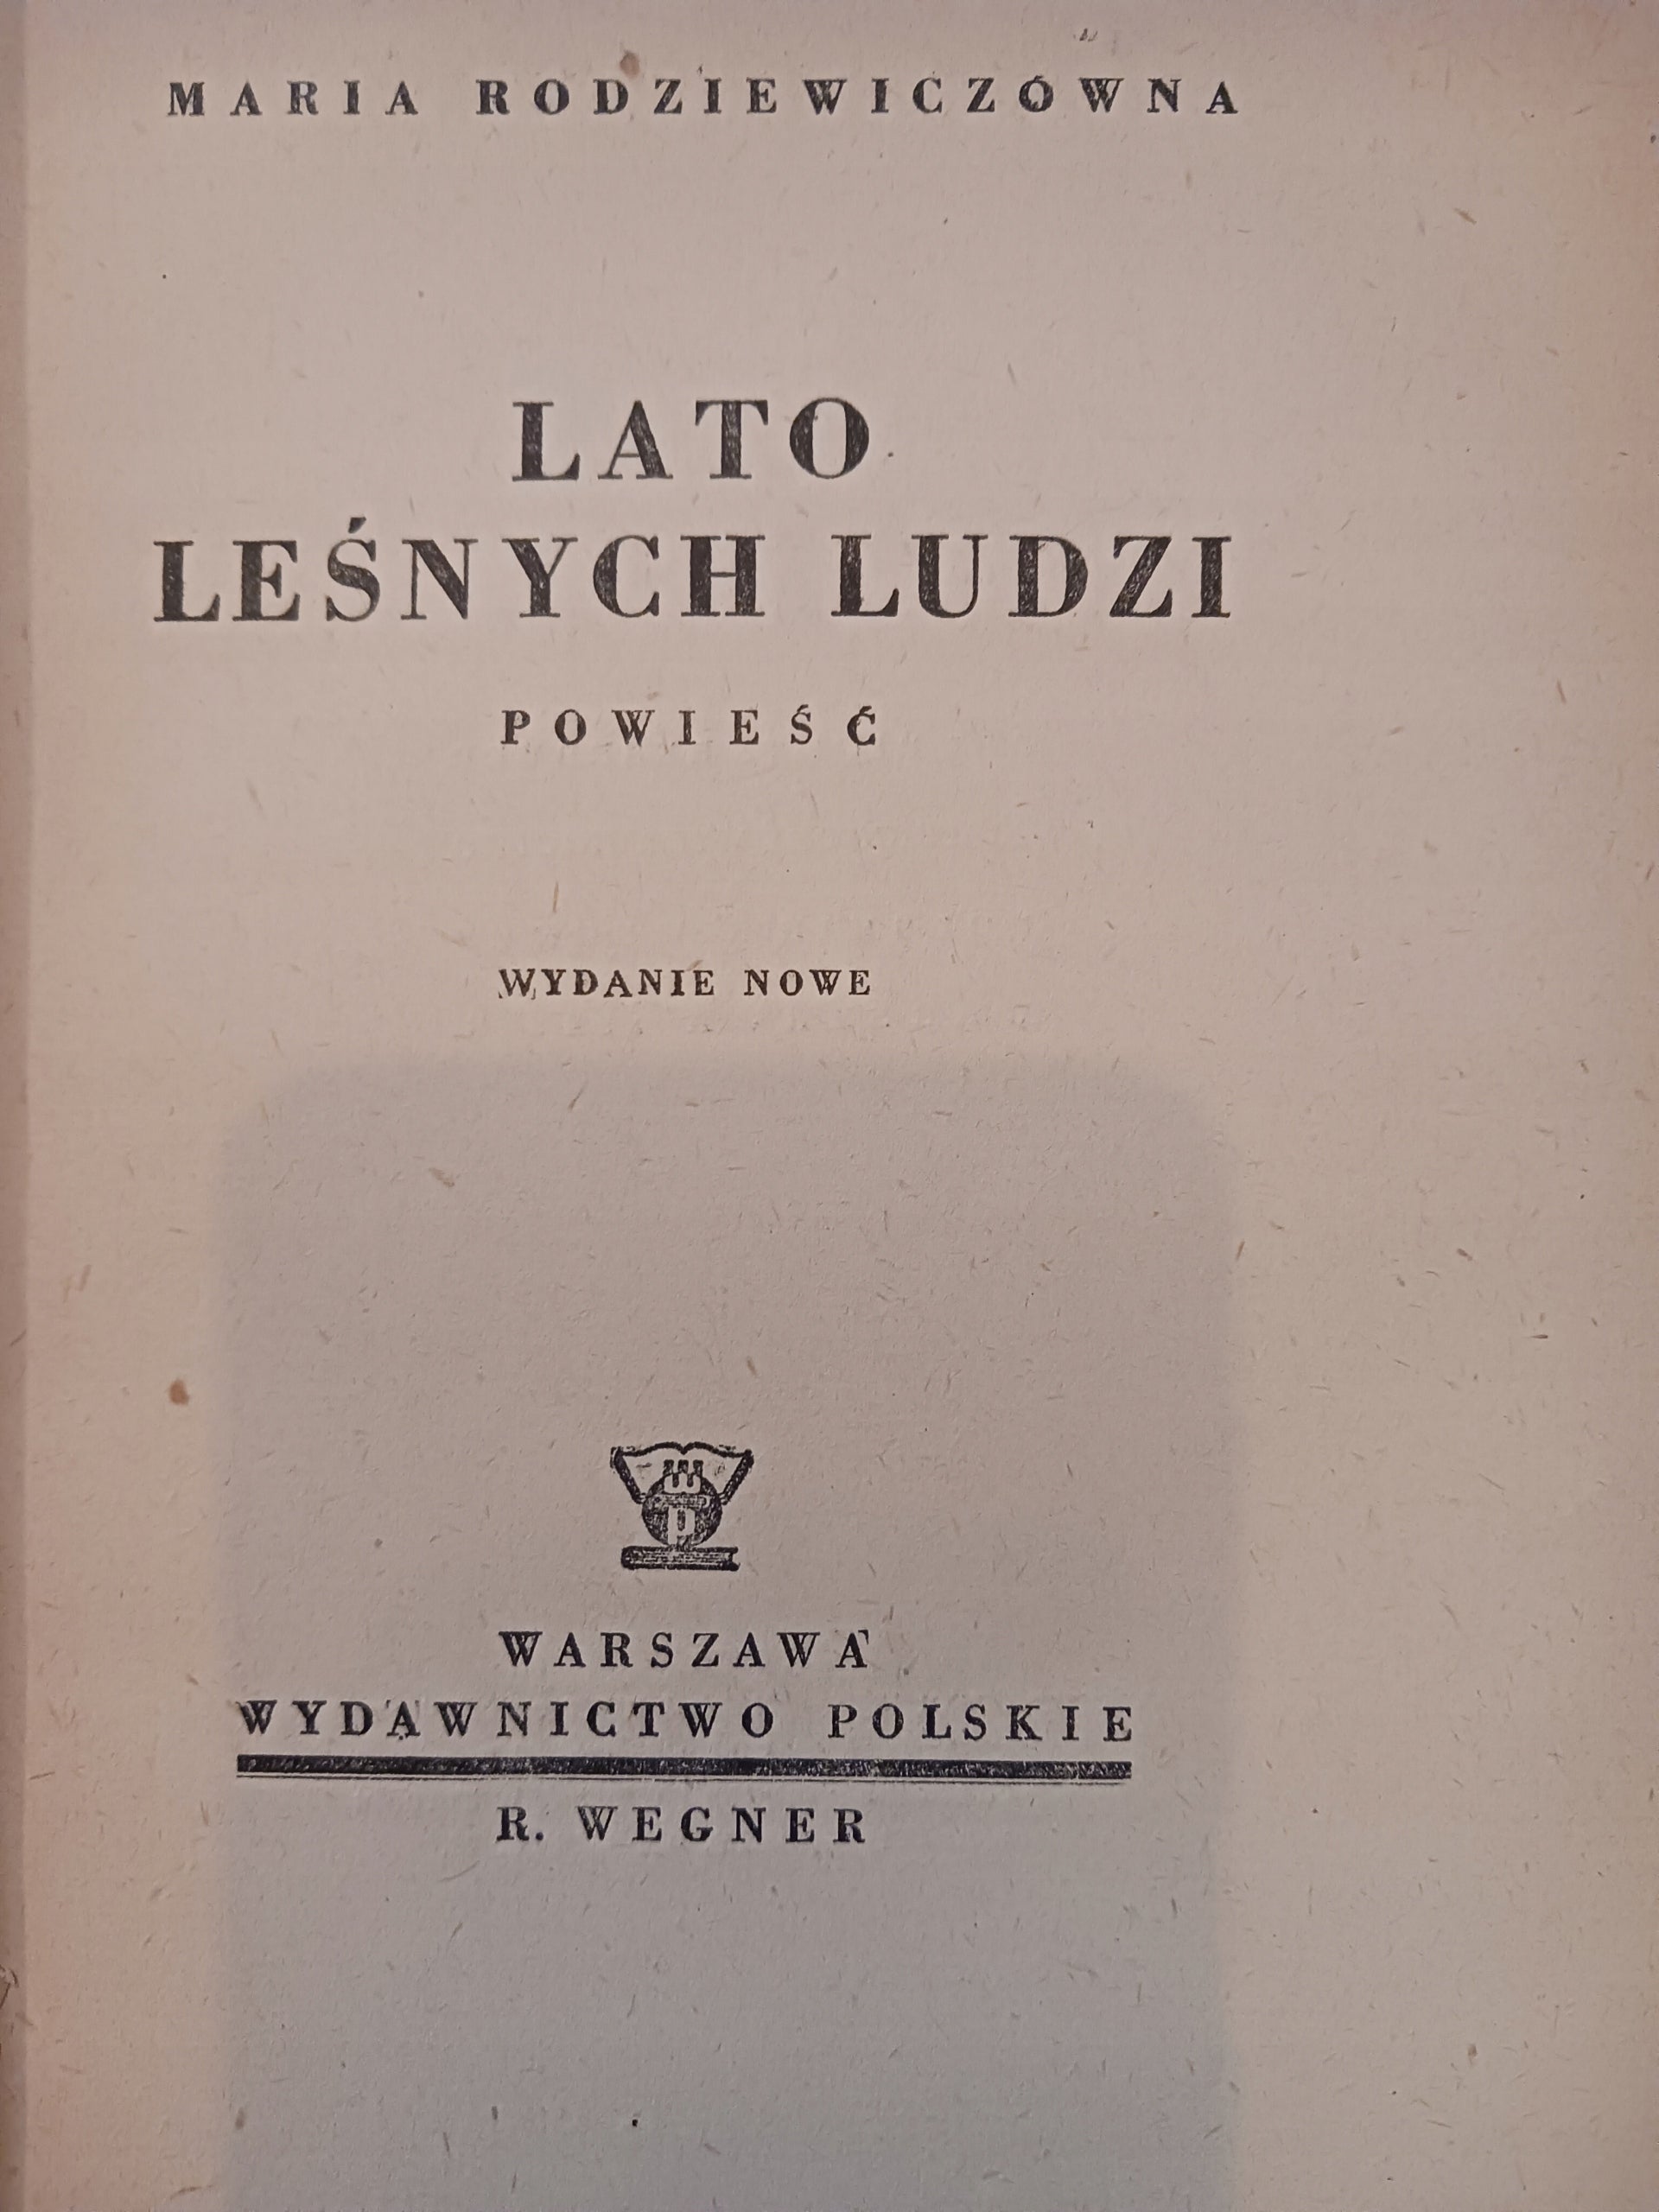 MARIA RODZIEWICZÓWNA
LATO
LEŚNYCH LUDZI
POWIEŚĆ
WYDANIE NOWE
W
P
WARSZAWA
WYDAWNICTWO POLSKIE
R. WEGNER